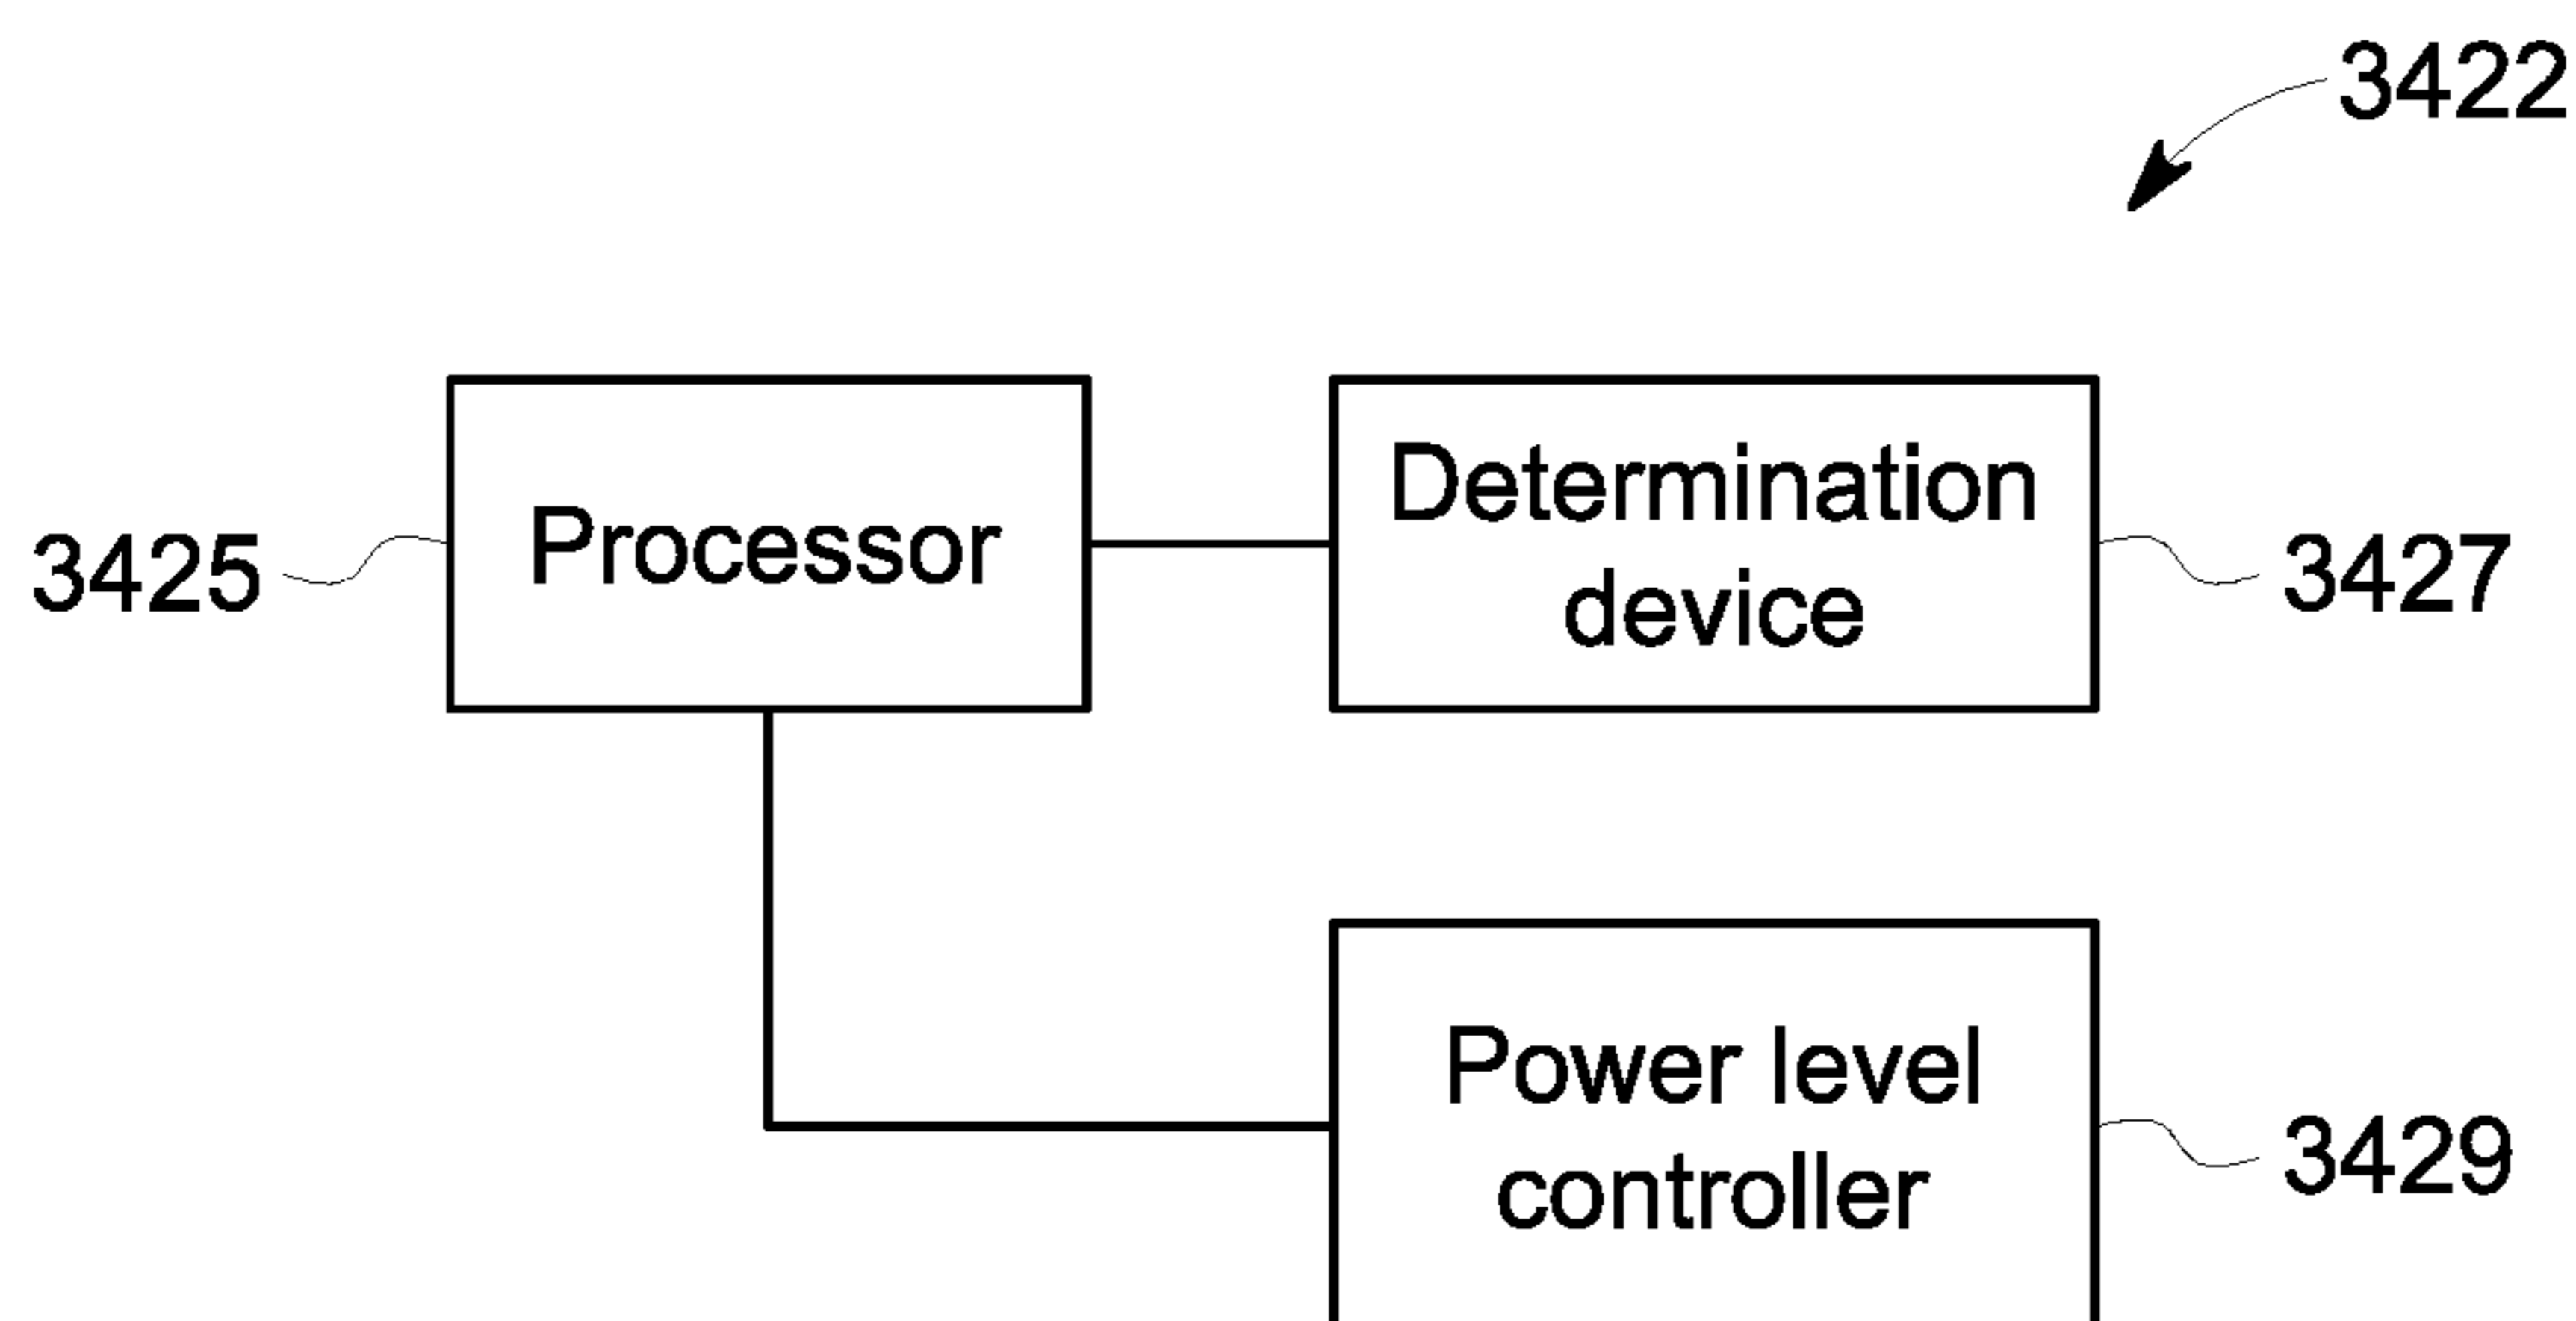 3422
Processor
Determination
device
3425
3427
Power level
controller
3429